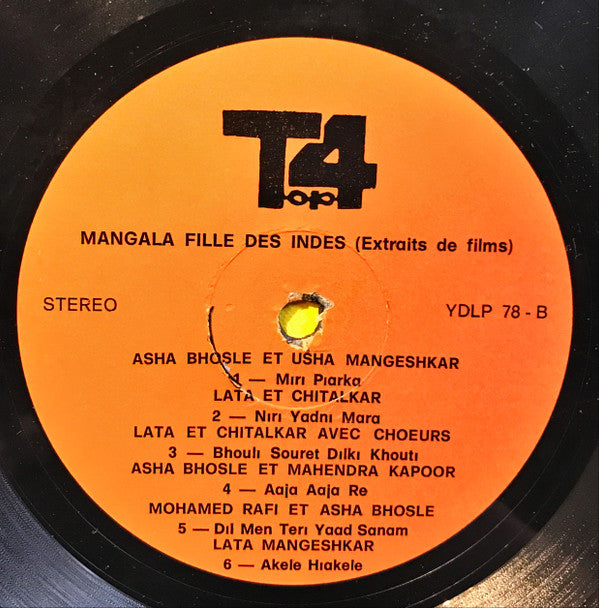 Top4
MANGALA FILLE DES INDES (Extraits de films)
STEREO
YDLP 78 - B
ASHA BHOSLE ET USHA MANGESHKAR
1 — Mırı Pıarka
LATA ET CHITALKAR
2 — Nırı Yadnı Mara
LATA ET CHITALKAR AVEC CHOEURS
3 — Bhoulı Souret Dılkı Khoutı
ASHA BHOSLE ET MAHENDRA KAPOOR
4 — Aaja Aaja Re
MOHAMED RAFI ET ASHA BHOSLE
5 — Dıl Men Terı Yaad Sanam
LATA MANGESHKAR
6 — Akele Hıakele